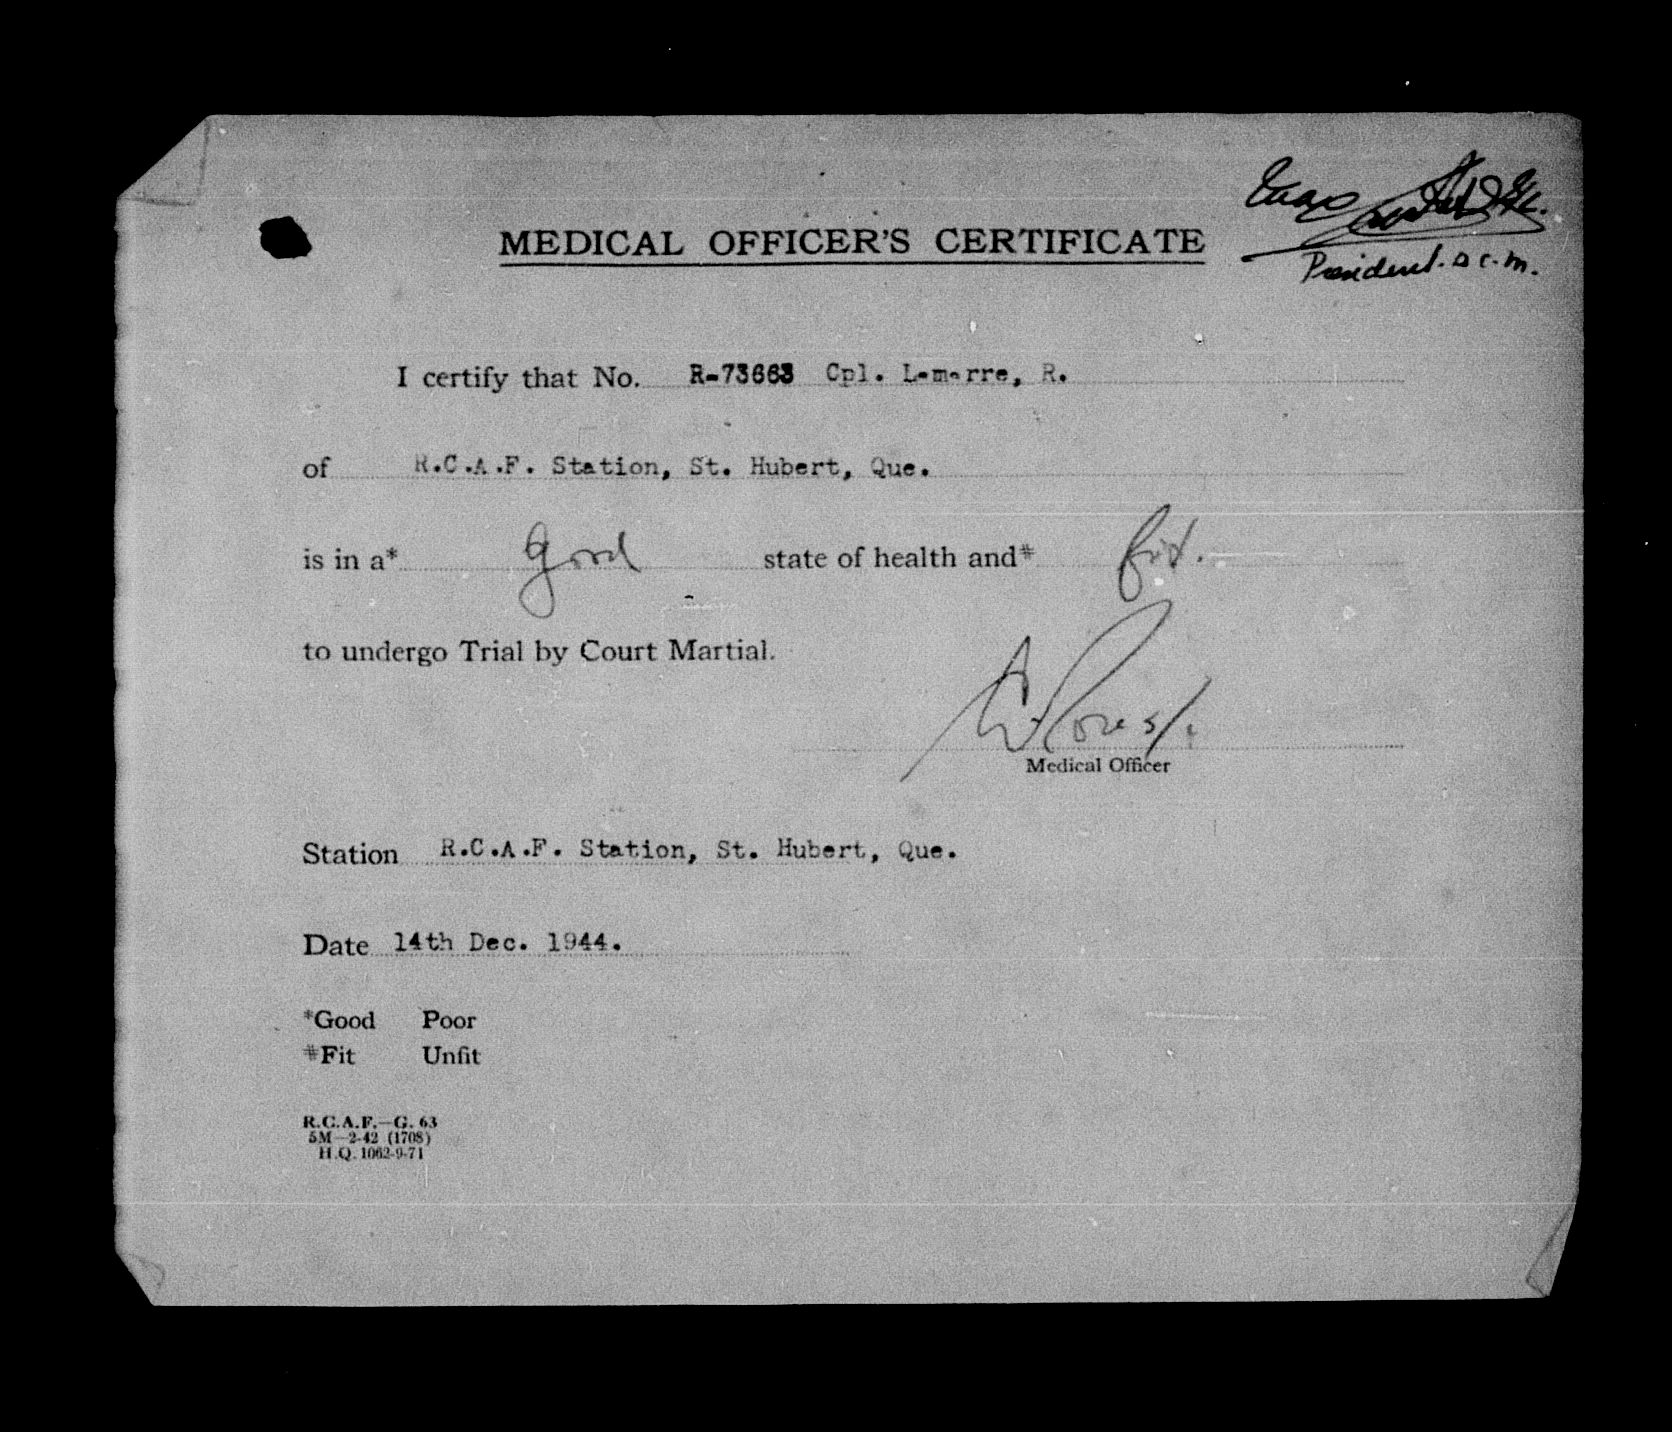 MEDICAL OFFICER'S CERTIFICATE
President. D C. M.
I certify that No. R-73663 Cpl. Lamarre, R.
of R.C.A.F. Station, St. Hubert, Que.
is in a* good state of health and# fit.
to undergo Trial by Court Martial.
Medical Officer
Station R.C.A.F. Station, St. Hubert, Que.
Date 14th Dec. 1944.
*Good Poor
#Fit Unfit
R.C.A.F.—G. 63
5M—2-42 (1708)
H.Q. 1062-9-71